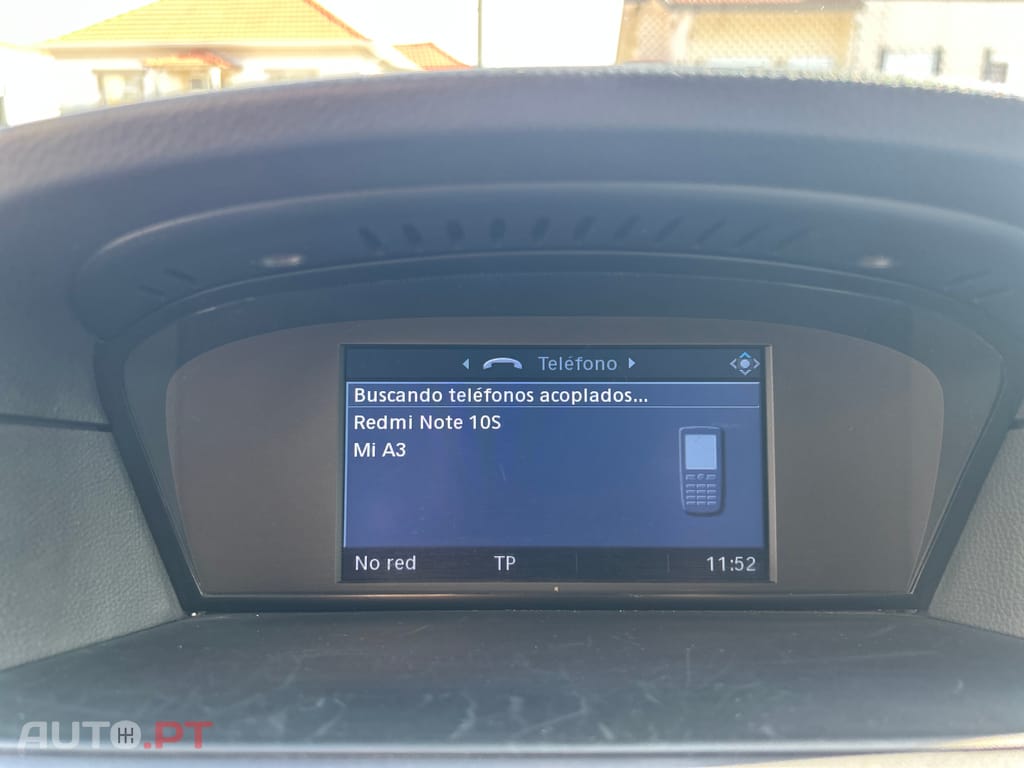 Teléfono
Buscando teléfonos acoplados...
Redmi Note 10S
Mi A3
No red TP 11:52
AUTO.PT